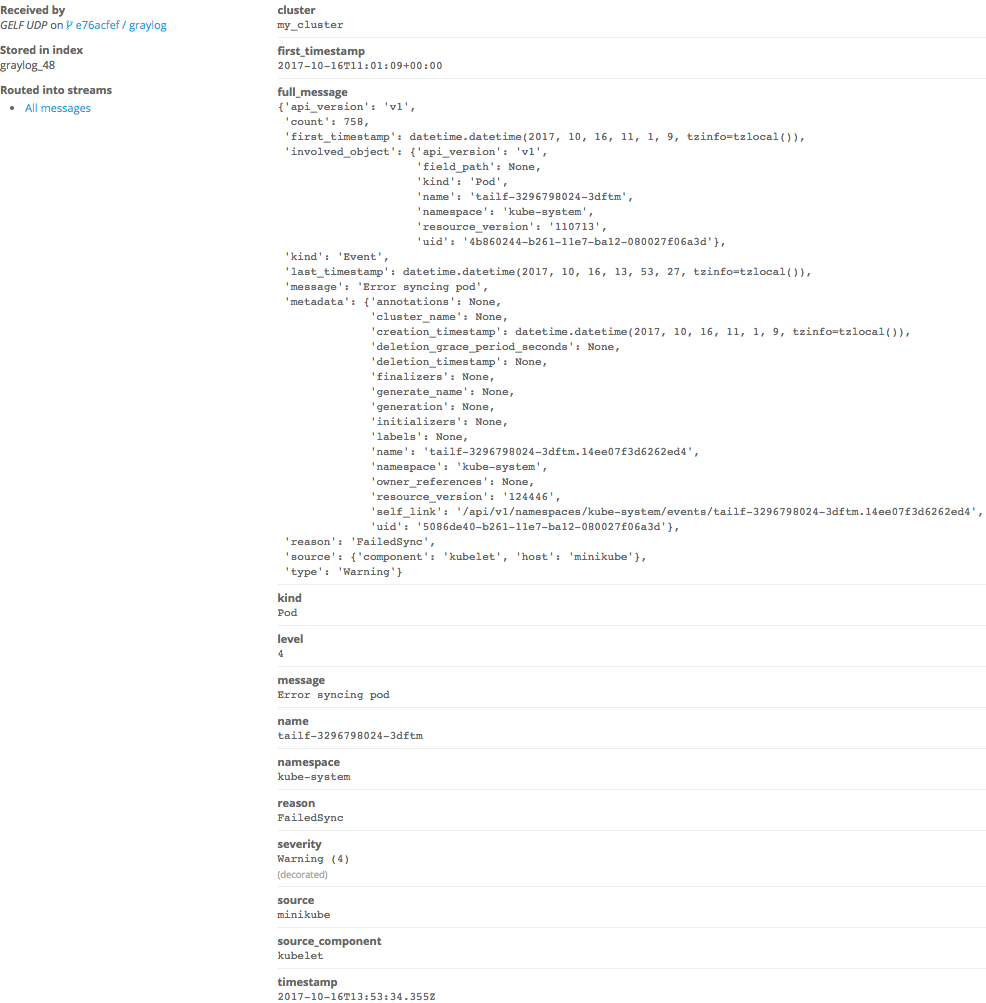 Received by
GELF UDP on e76acfef / graylog
Stored in index
graylog_48
Routed into streams
• All messages
cluster
my_cluster
first_timestamp
2017-10-16T11:01:09+00:00
full_message
{'api_version': 'v1',
 'count': 758,
 'first_timestamp': datetime.datetime(2017, 10, 16, 11, 1, 9, tzinfo=tzlocal()),
 'involved_object': {'api_version': 'v1',
                     'field_path': None,
                     'kind': 'Pod',
                     'name': 'tailf-3296798024-3dftm',
                     'namespace': 'kube-system',
                     'resource_version': '110713',
                     'uid': '4b860244-b261-11e7-ba12-080027f06a3d'},
 'kind': 'Event',
 'last_timestamp': datetime.datetime(2017, 10, 16, 13, 53, 27, tzinfo=tzlocal()),
 'message': 'Error syncing pod',
 'metadata': {'annotations': None,
              'cluster_name': None,
              'creation_timestamp': datetime.datetime(2017, 10, 16, 11, 1, 9, tzinfo=tzlocal()),
              'deletion_grace_period_seconds': None,
              'deletion_timestamp': None,
              'finalizers': None,
              'generate_name': None,
              'generation': None,
              'initializers': None,
              'labels': None,
              'name': 'tailf-3296798024-3dftm.14ee07f3d6262ed4',
              'namespace': 'kube-system',
              'owner_references': None,
              'resource_version': '124446',
              'self_link': '/api/v1/namespaces/kube-system/events/tailf-3296798024-3dftm.14ee07f3d6262ed4',
              'uid': '5086de40-b261-11e7-ba12-080027f06a3d'},
 'reason': 'FailedSync',
 'source': {'component': 'kubelet', 'host': 'minikube'},
 'type': 'Warning'}
kind
Pod
level
4
message
Error syncing pod
name
tailf-3296798024-3dftm
namespace
kube-system
reason
FailedSync
severity
Warning (4)
(decorated)
source
minikube
source_component
kubelet
timestamp
2017-10-16T13:53:34.355Z